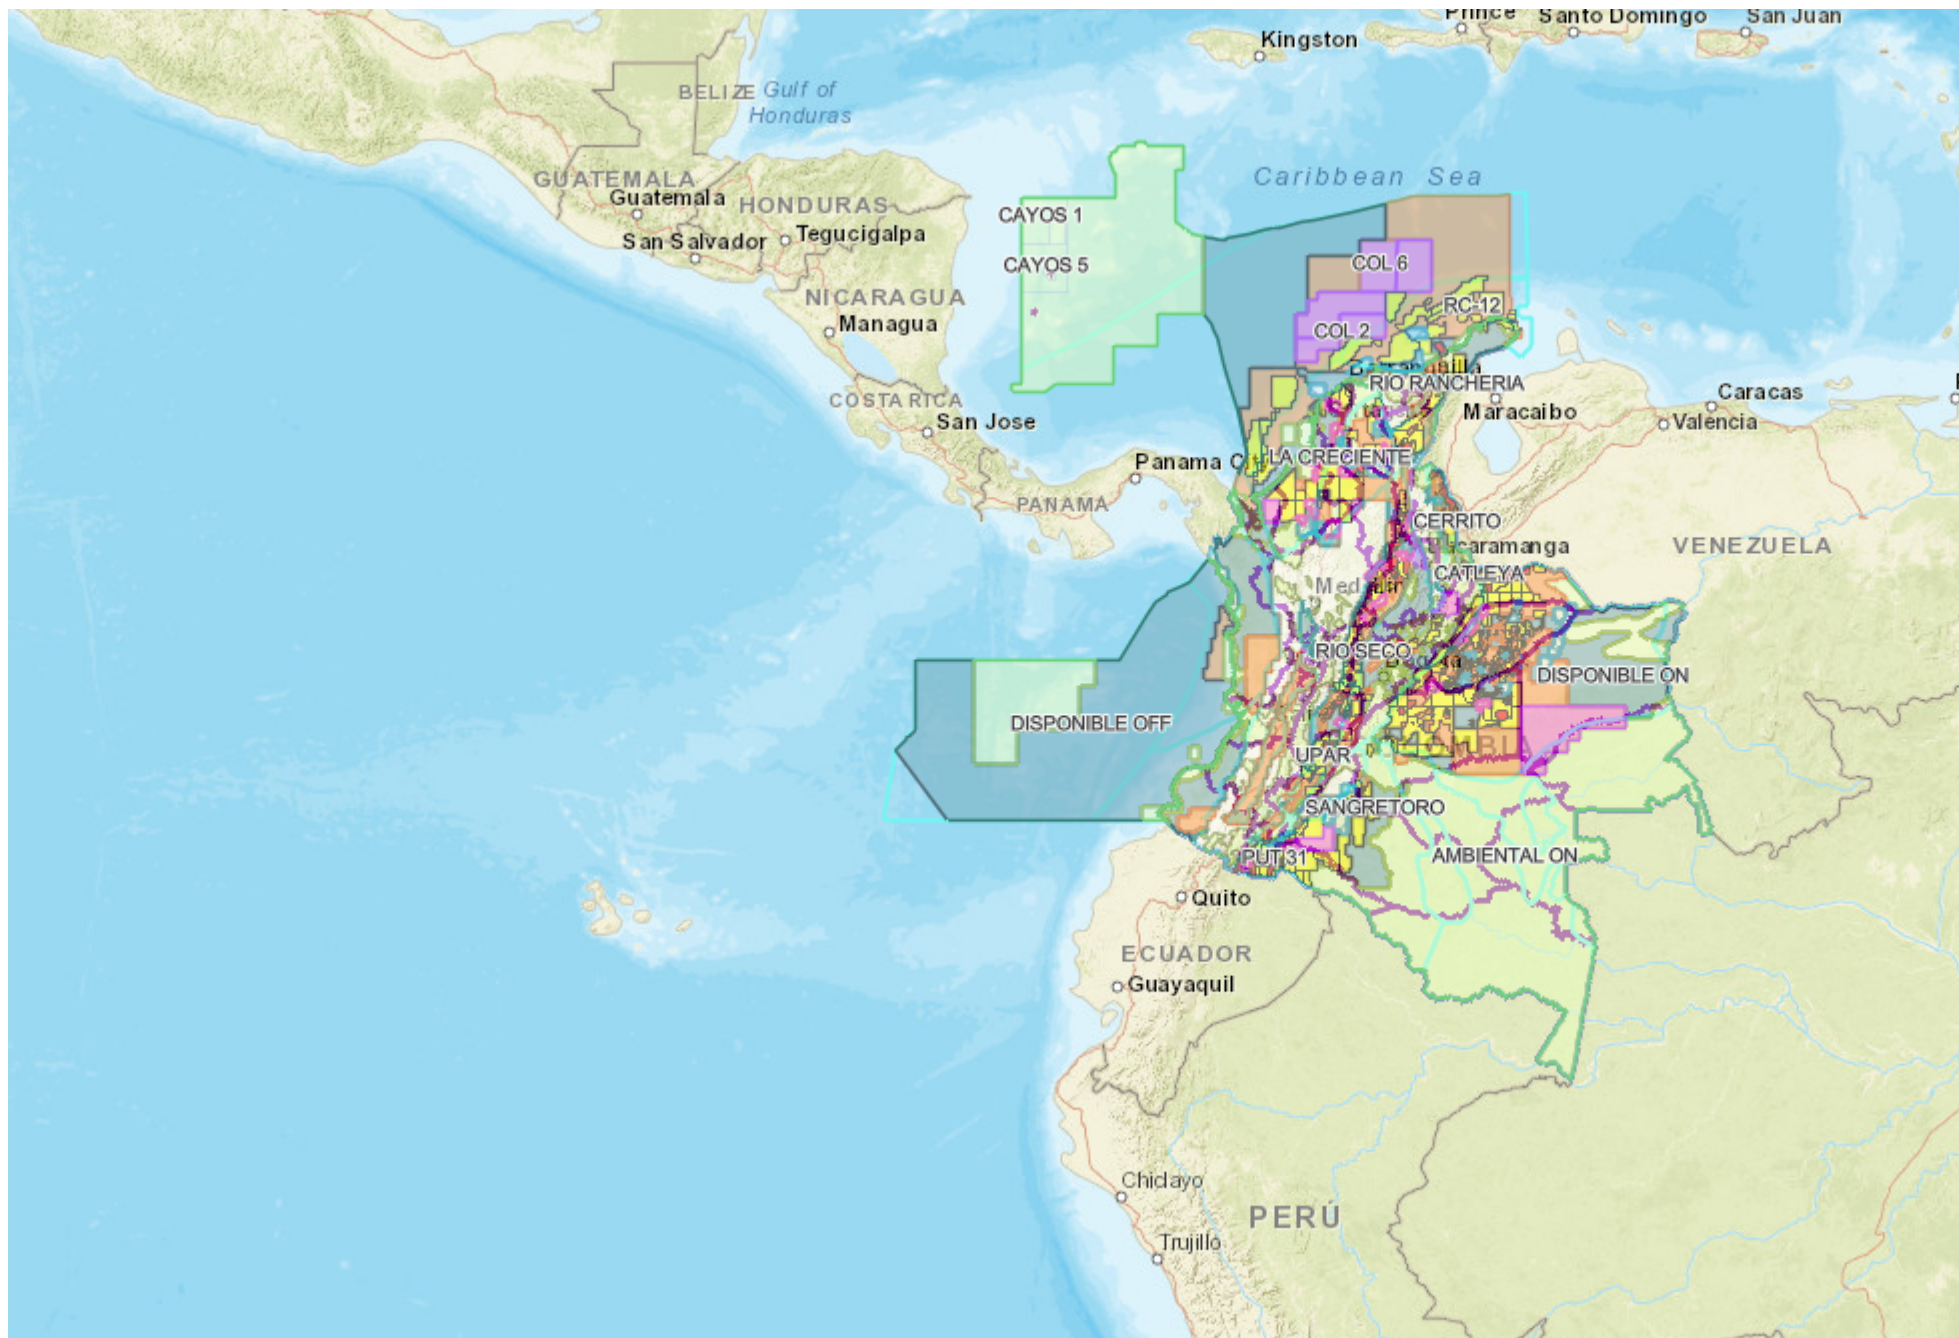 Prince
Santo Domingo
San Juan
Kingston
BELIZE
Gulf of
Honduras
Caribbean Sea
GUATEMALA
Guatemala
HONDURAS
Tegucigalpa
San Salvador
CAYOS 1
CAYOS 5
COL 6
NICARAGUA
Managua
RC-12
COL 2
RIO RANCHERIA
Maracaibo
Caracas
Valencia
COSTA RICA
San Jose
LA CRECIENTE
Panama
PANAMA
CERRITO
Bucaramanga
VENEZUELA
CATLEYA
RIO SECO
DISPONIBLE ON
DISPONIBLE OFF
UPAR
SANGRETORO
PUT 31
AMBIENTAL ON
Quito
ECUADOR
Guayaquil
Chiclayo
PERÚ
Trujillo